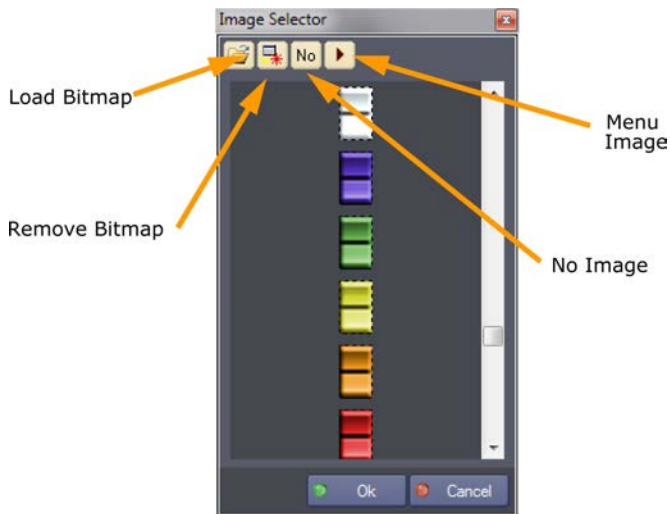 Image Selector
No
Load Bitmap
Menu
Image
Remove Bitmap
No Image
Ok
Cancel